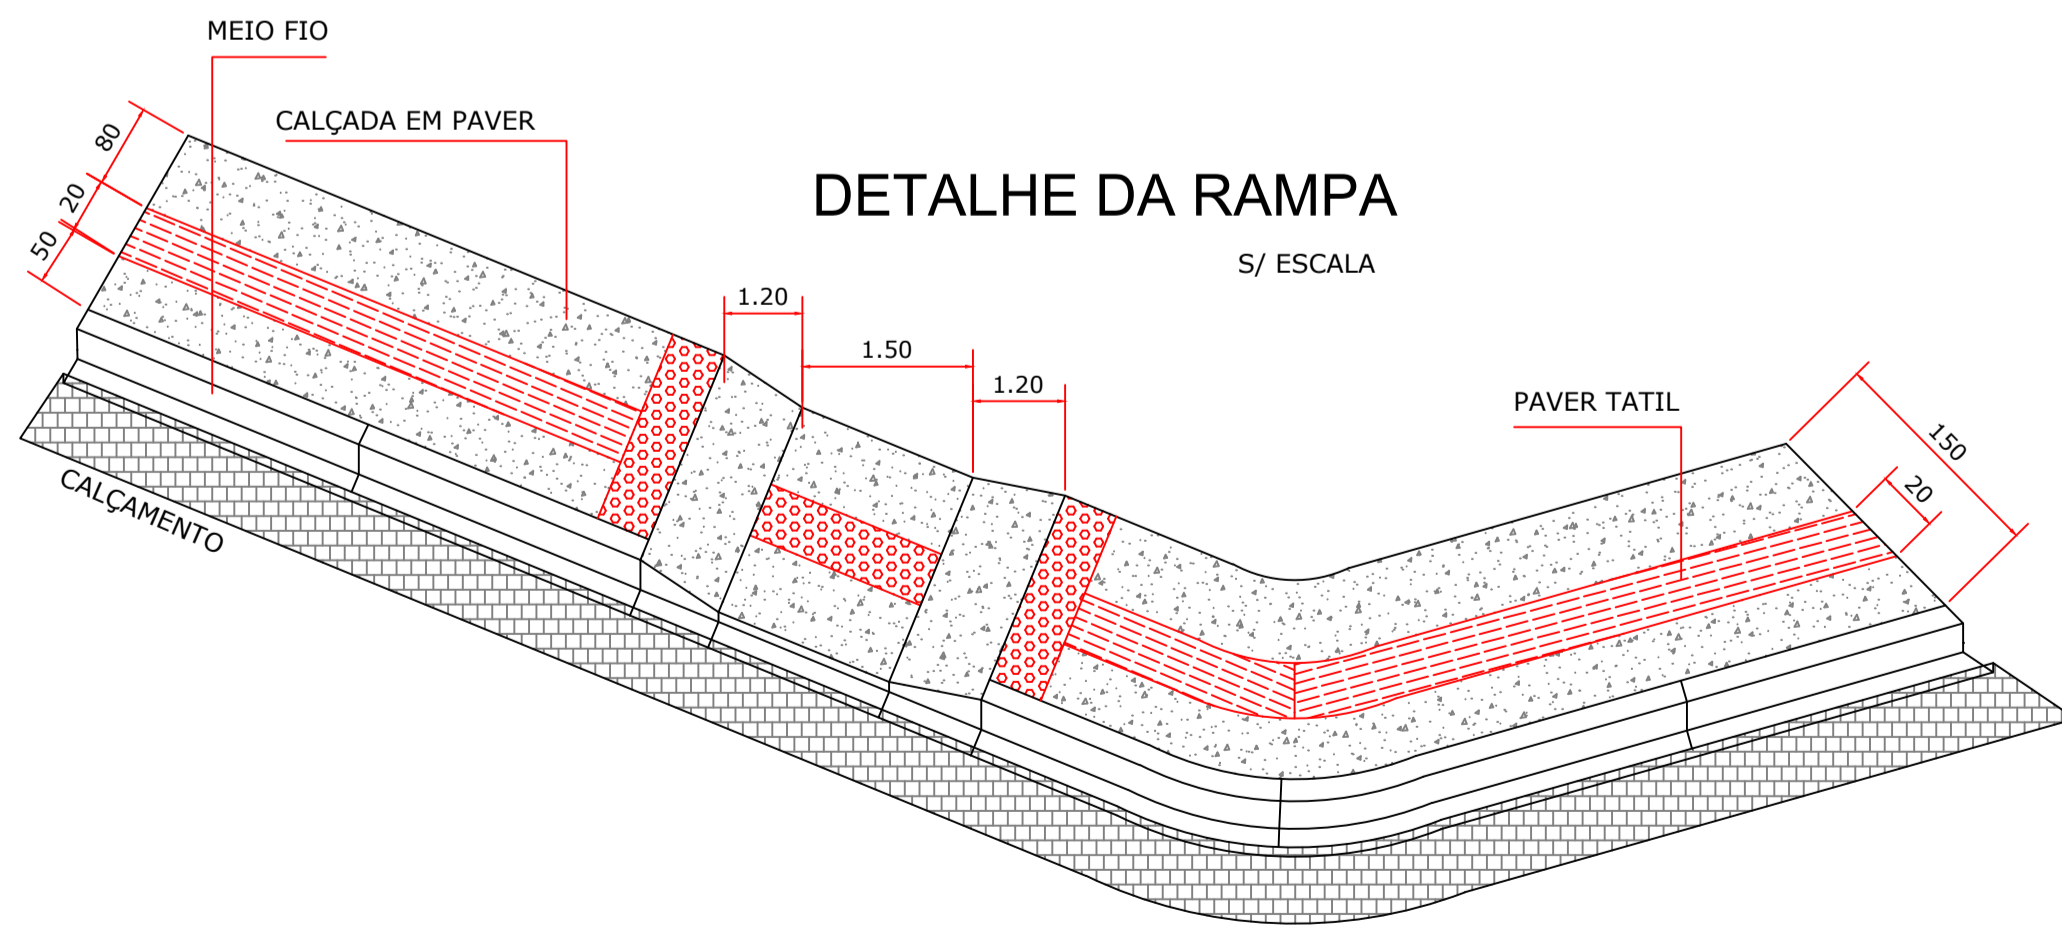 MEIO FIO
CALÇADA EM PAVER
DETALHE DA RAMPA
S/ ESCALA
80
20
50
1.20
1.50
1.20
PAVER TATIL
150
20
CALÇAMENTO